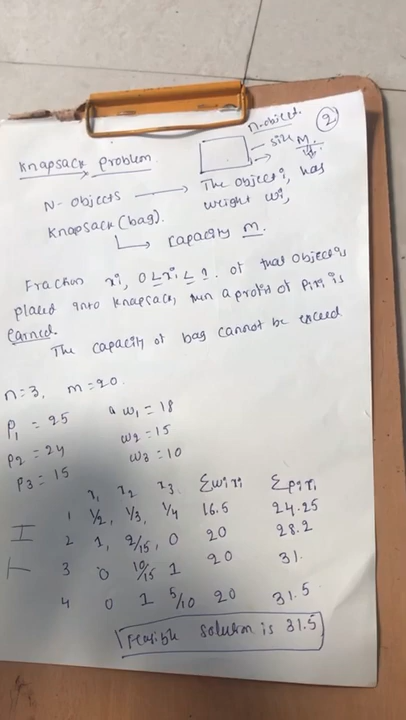 n-object.
size
M
2
Knapsack problem
N-objects → The object i, has
weight wi,
Knapsack (bag).
→ capacity m.
Fraction xi, 0 ≤ xi ≤ 1. of that object is
placed into knapsack, then a profit of pixi is
earned.
The capacity of bag cannot be exceed
n=3, m=20.
P1 = 25 w1 = 18
P2 = 24 w2 = 15
P3 = 15 w3 = 10
x1 x2 x3 Σwixi Σpixi
1 1/2, 1/3, 1/4 16.5 24.25
2 1, 2/15, 0 20 28.2
3 0 10/15 1 20 31.
4 0 1 5/10 20 31.5
Feasible solution is 31.5